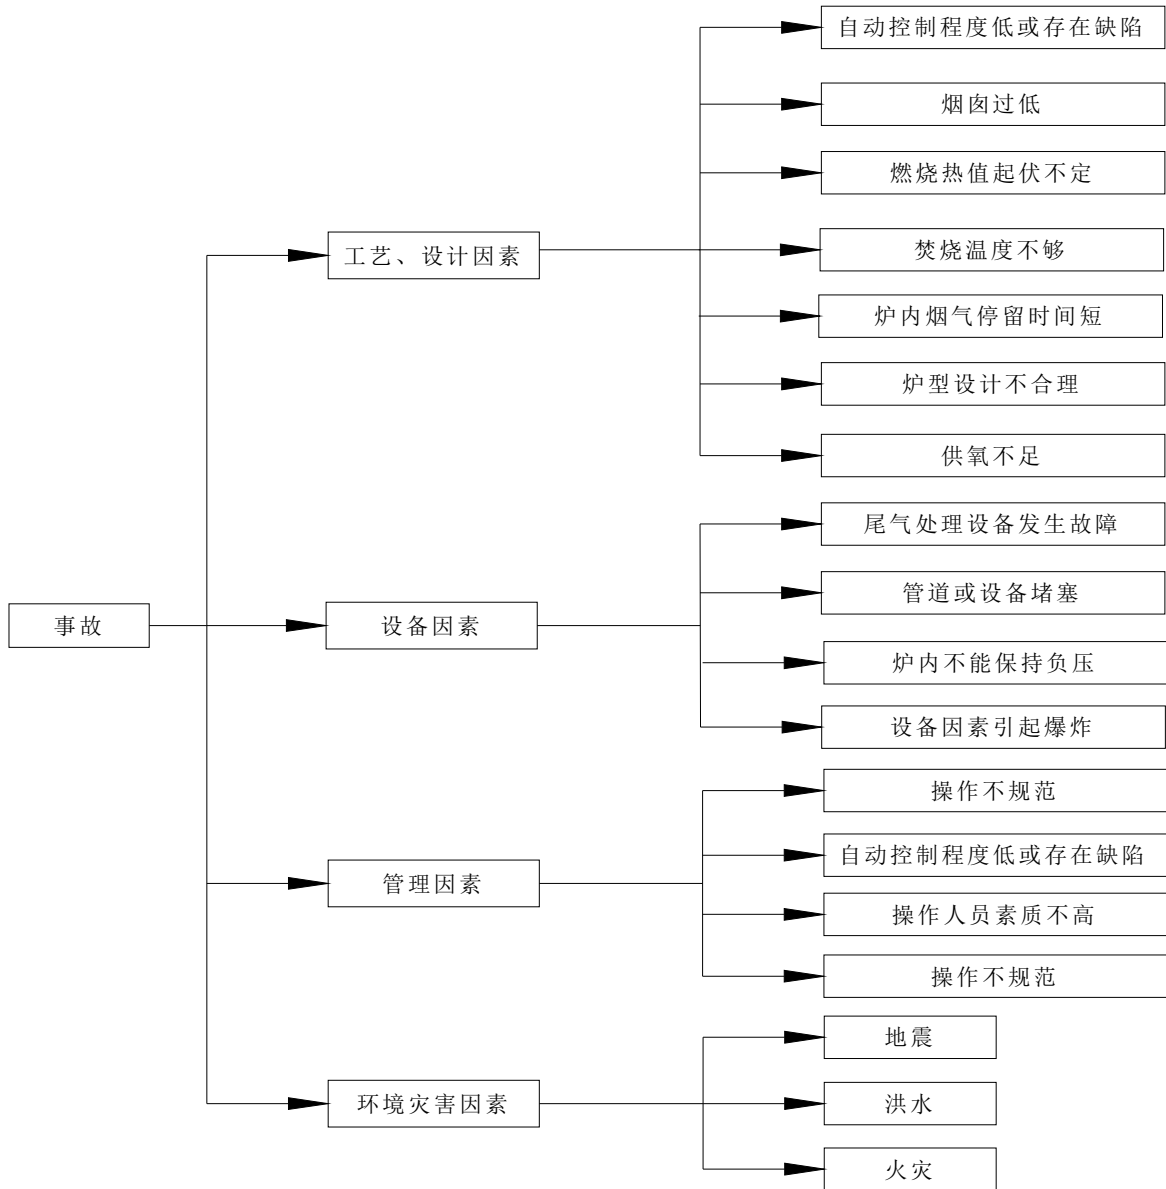 事故
工艺、设计因素
自动控制程度低或存在缺陷
烟囱过低
燃烧热值起伏不定
焚烧温度不够
炉内烟气停留时间短
炉型设计不合理
供氧不足
设备因素
尾气处理设备发生故障
管道或设备堵塞
炉内不能保持负压
设备因素引起爆炸
管理因素
操作不规范
自动控制程度低或存在缺陷
操作人员素质不高
操作不规范
环境灾害因素
地震
洪水
火灾